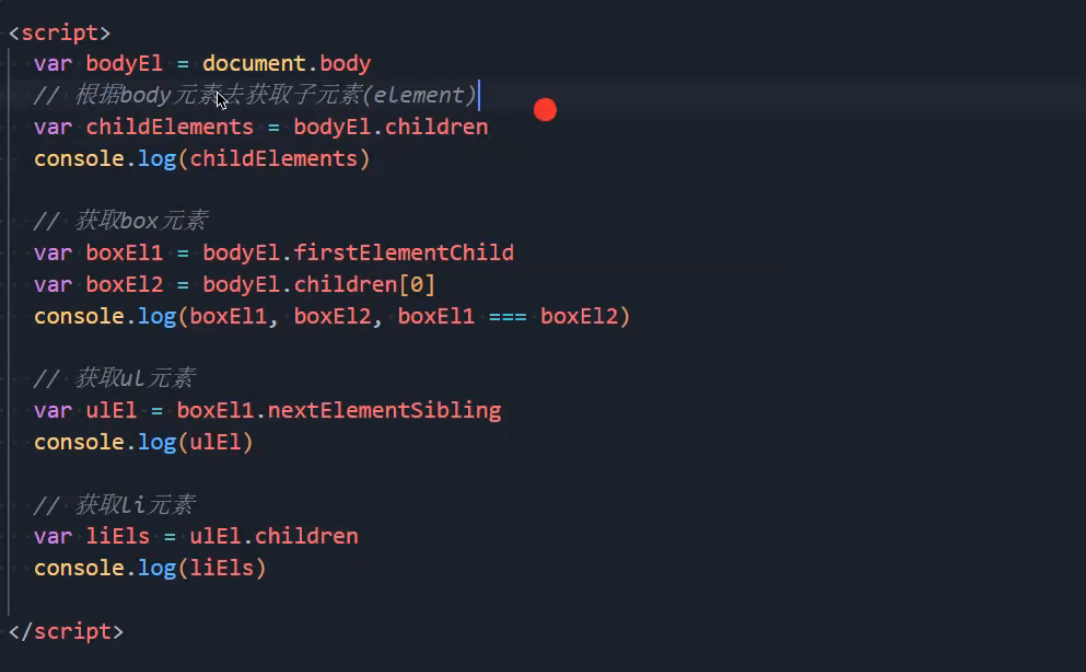 <script>
var bodyEl = document.body
// 根据body元素去获取子元素(element)
var childElements = bodyEl.children
console.log(childElements)
// 获取box元素
var boxEl1 = bodyEl.firstElementChild
var boxEl2 = bodyEl.children[0]
console.log(boxEl1, boxEl2, boxEl1 === boxEl2)
// 获取ul元素
var ulEl = boxEl1.nextElementSibling
console.log(ulEl)
// 获取li元素
var liEls = ulEl.children
console.log(liEls)
</script>